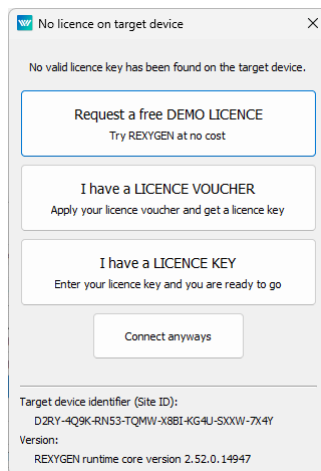 No licence on target device
No valid licence key has been found on the target device.
Request a free DEMO LICENCE
Try REXYGEN at no cost
I have a LICENCE VOUCHER
Apply your licence voucher and get a licence key
I have a LICENCE KEY
Enter your licence key and you are ready to go
Connect anyways
Target device identifier (Site ID):
D2RY-4Q9K-RN53-TQMW-X8BI-KG4U-SXXW-7X4Y
Version:
REXYGEN runtime core version 2.52.0.14947